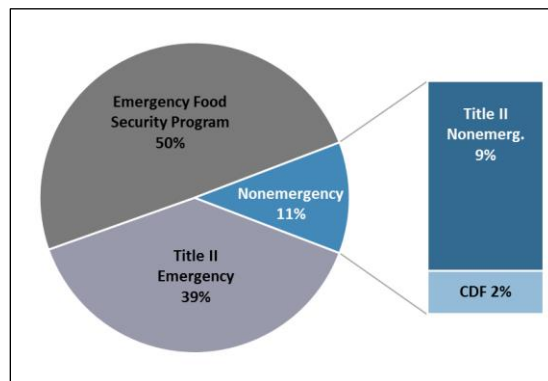 Emergency Food
Security Program
50%
Nonemergency
11%
Title II
Emergency
39%
Title II
Nonemerg.
9%
CDF 2%